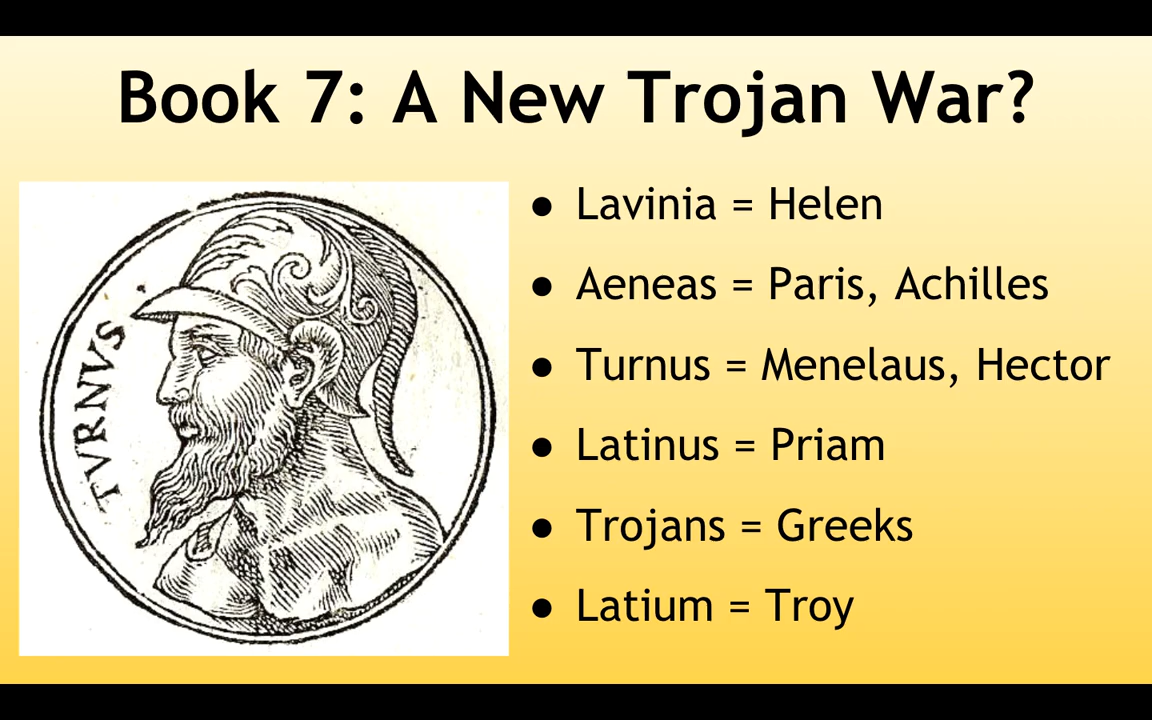 Book 7: A New Trojan War?
TVRNVS
● Lavinia = Helen
● Aeneas = Paris, Achilles
● Turnus = Menelaus, Hector
● Latinus = Priam
● Trojans = Greeks
● Latium = Troy